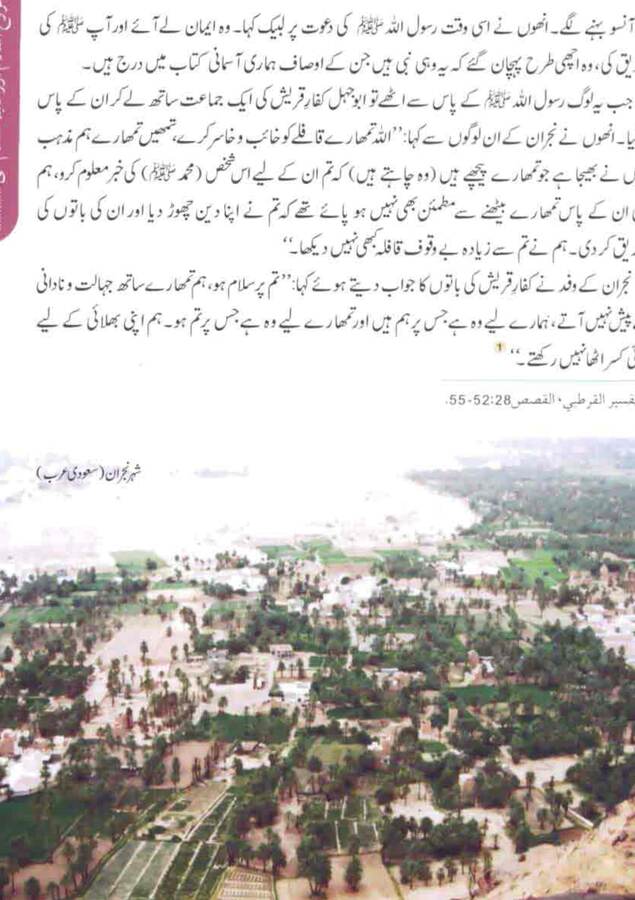 آنسو بہنے لگے۔ انھوں نے اسی وقت رسول اللہ ﷺ کی دعوت پر لبیک کہا۔ وہ ایمان لے آئے اور آپ ﷺ کی
کی، وہ اچھی طرح پہچان گئے کہ یہ وہی نبی ہیں جن کے اوصاف ہماری آسمانی کتاب میں درج ہیں۔
جب یہ لوگ رسول اللہ ﷺ کے پاس سے اٹھے تو ابوجہل کفارِ قریش کی ایک جماعت ساتھ لے کر ان کے پاس
انھوں نے نجران کے ان لوگوں سے کہا: ’’اللہ تمھارے قافلے کو خائب و خاسر کرے، تمھیں تمھارے ہم مذہب
نے بھیجا ہے جو تمھارے پیچھے ہیں (وہ چاہتے ہیں) کہ تم ان کے لیے اس شخص (محمد ﷺ) کی خبر معلوم کرو، ہم
ان کے پاس تمھارے بیٹھنے سے مطمئن بھی نہیں ہو پائے تھے کہ تم نے اپنا دین چھوڑ دیا اور ان کی باتوں کی
کر دی۔ ہم نے تم سے زیادہ بے وقوف قافلہ کبھی نہیں دیکھا۔‘‘
نجران کے وفد نے کفارِ قریش کی باتوں کا جواب دیتے ہوئے کہا: ’’تم پر سلام ہو، ہم تمھارے ساتھ جہالت و نادانی
پیش نہیں آتے، ہمارے لیے وہ ہے جس پر ہم ہیں اور تمھارے لیے وہ ہے جس پر تم ہو۔ ہم اپنی بھلائی کے لیے
کسر اٹھا نہیں رکھتے۔‘‘ 1
تفسير القرطبي، القصص 28:52-55.
شہر نجران (سعودی عرب)